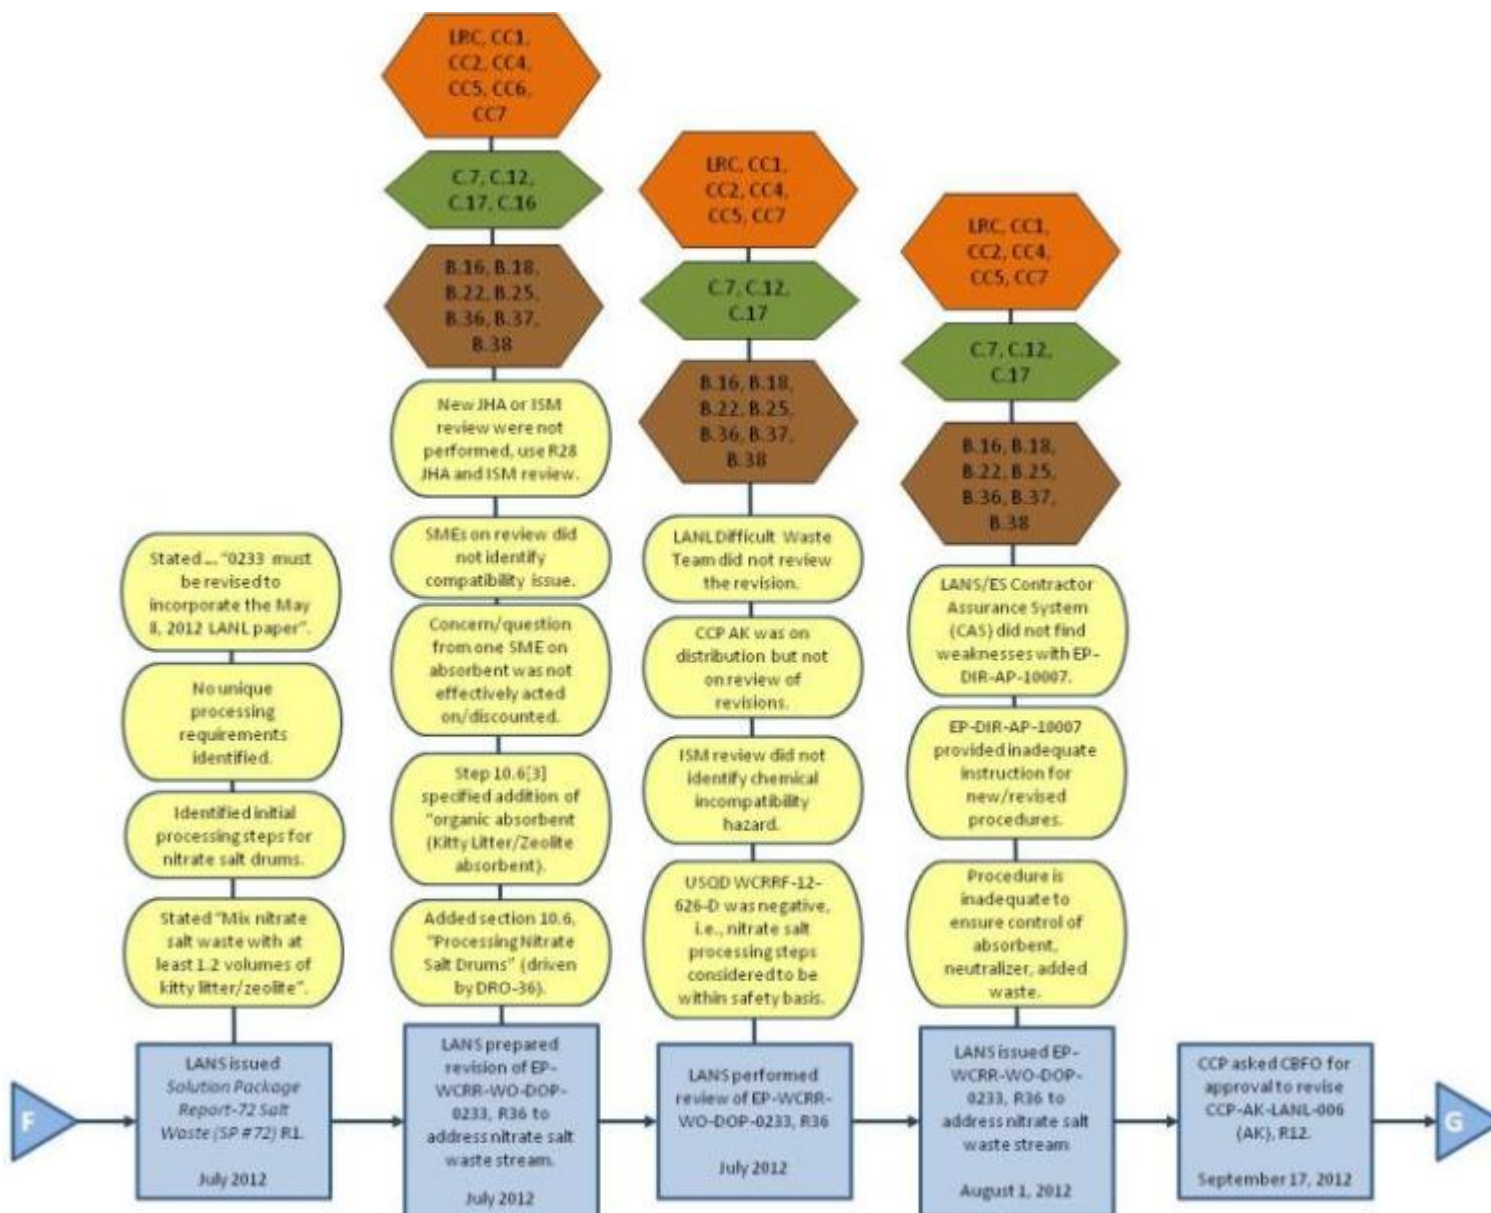 F
Stated ... "0233 must
be revised to
incorporate the May
8, 2012 LANL paper".
No unique
processing
requirements
identified.
Identified initial
processing steps for
nitrate salt drums.
Stated "Mix nitrate
salt waste with at
least 1.2 volumes of
kitty litter/zeolite".
LANS issued
Solution Package
Report-72 Salt
Waste (SP #72) R1.
July 2012
LRC, CC1,
CC2, CC4,
CC5, CC6,
CC7
C.7, C.12,
C.17, C.16
B.16, B.18,
B.22, B.25,
B.36, B.37,
B.38
New JHA or ISM
review were not
performed, use R28
JHA and ISM review.
SMEs on review did
not identify
compatibility issue.
Concern/question
from one SME on
absorbent was not
effectively acted
on/discounted.
Step 10.6[3]
specified addition of
"organic absorbent
(Kitty Litter/Zeolite
absorbent).
Added section 10.6,
"Processing Nitrate
Salt Drums" (driven
by DRO-36).
LANS prepared
revision of EP-
WCRR-WO-DOP-
0233, R36 to
address nitrate salt
waste stream.
July 2012
LRC, CC1,
CC2, CC4,
CC5, CC7
C.7, C.12,
C.17
B.16, B.18,
B.22, B.25,
B.36, B.37,
B.38
LANL Difficult Waste
Team did not review
the revision.
CCP AK was on
distribution but not
on review of
revisions.
ISM review did not
identify chemical
incompatibility
hazard.
USQD WCRRF-12-
626-D was negative,
i.e., nitrate salt
processing steps
considered to be
within safety basis.
LANS performed
review of EP-WCRR-
WO-DOP-0233, R36
July 2012
LRC, CC1,
CC2, CC4,
CC5, CC7
C.7, C.12,
C.17
B.16, B.18,
B.22, B.25,
B.36, B.37,
B.38
LANS/ES Contractor
Assurance System
(CAS) did not find
weaknesses with EP-
DIR-AP-10007.
EP-DIR-AP-10007
provided inadequate
instruction for
new/revised
procedures.
Procedure is
inadequate to
ensure control of
absorbent,
neutralizer, added
waste.
LANS issued EP-
WCRR-WO-DOP-
0233, R36 to
address nitrate salt
waste stream
August 1, 2012
CCP asked CBFO for
approval to revise
CCP-AK-LANL-006
(AK), R12.
September 17, 2012
G